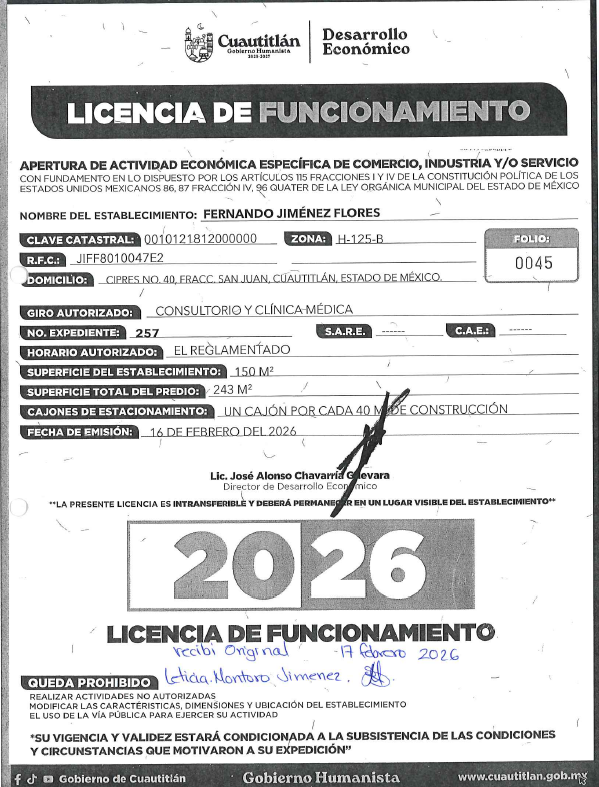 Cuautitlán
Gobierno Humanista
2025-2027
Desarrollo
Económico
LICENCIA DE FUNCIONAMIENTO
APERTURA DE ACTIVIDAD ECONÓMICA ESPECÍFICA DE COMERCIO, INDUSTRIA Y/O SERVICIO
CON FUNDAMENTO EN LO DISPUESTO POR LOS ARTÍCULOS 115 FRACCIONES I Y IV DE LA CONSTITUCIÓN POLÍTICA DE LOS
ESTADOS UNIDOS MEXICANOS 86, 87 FRACCIÓN IV, 96 QUATER DE LA LEY ORGÁNICA MUNICIPAL DEL ESTADO DE MÉXICO
NOMBRE DEL ESTABLECIMIENTO: FERNANDO JIMÉNEZ FLORES
CLAVE CATASTRAL: 0010121812000000 ZONA: H-125-B
FOLIO:
0045
R.F.C.: JIFF8010047E2
DOMICILIO: CIPRES NO. 40, FRACC. SAN JUAN, CUAUTITLÁN, ESTADO DE MÉXICO.
GIRO AUTORIZADO: CONSULTORIO Y CLÍNICA MÉDICA
NO. EXPEDIENTE: 257 S.A.R.E.: ------ C.A.E.: ------
HORARIO AUTORIZADO: EL REGLAMENTADO
SUPERFICIE DEL ESTABLECIMIENTO: 150 M²
SUPERFICIE TOTAL DEL PREDIO: 243 M²
CAJONES DE ESTACIONAMIENTO: UN CAJÓN POR CADA 40 M DE CONSTRUCCIÓN
FECHA DE EMISIÓN: 16 DE FEBRERO DEL 2026
Lic. José Alonso Chavarría Guevara
Director de Desarrollo Económico
**LA PRESENTE LICENCIA ES INTRANSFERIBLE Y DEBERÁ PERMANECER EN UN LUGAR VISIBLE DEL ESTABLECIMIENTO**
2026
LICENCIA DE FUNCIONAMIENTO
recibi Original 17 febrero 2026
Leticia Montoro Jimenez.
QUEDA PROHIBIDO
REALIZAR ACTIVIDADES NO AUTORIZADAS
MODIFICAR LAS CARACTERÍSTICAS, DIMENSIONES Y UBICACIÓN DEL ESTABLECIMIENTO
EL USO DE LA VÍA PÚBLICA PARA EJERCER SU ACTIVIDAD
"SU VIGENCIA Y VALIDEZ ESTARÁ CONDICIONADA A LA SUBSISTENCIA DE LAS CONDICIONES
Y CIRCUNSTANCIAS QUE MOTIVARON A SU EXPEDICIÓN"
Gobierno de Cuautitlán Gobierno Humanista www.cuautitlan.gob.mx